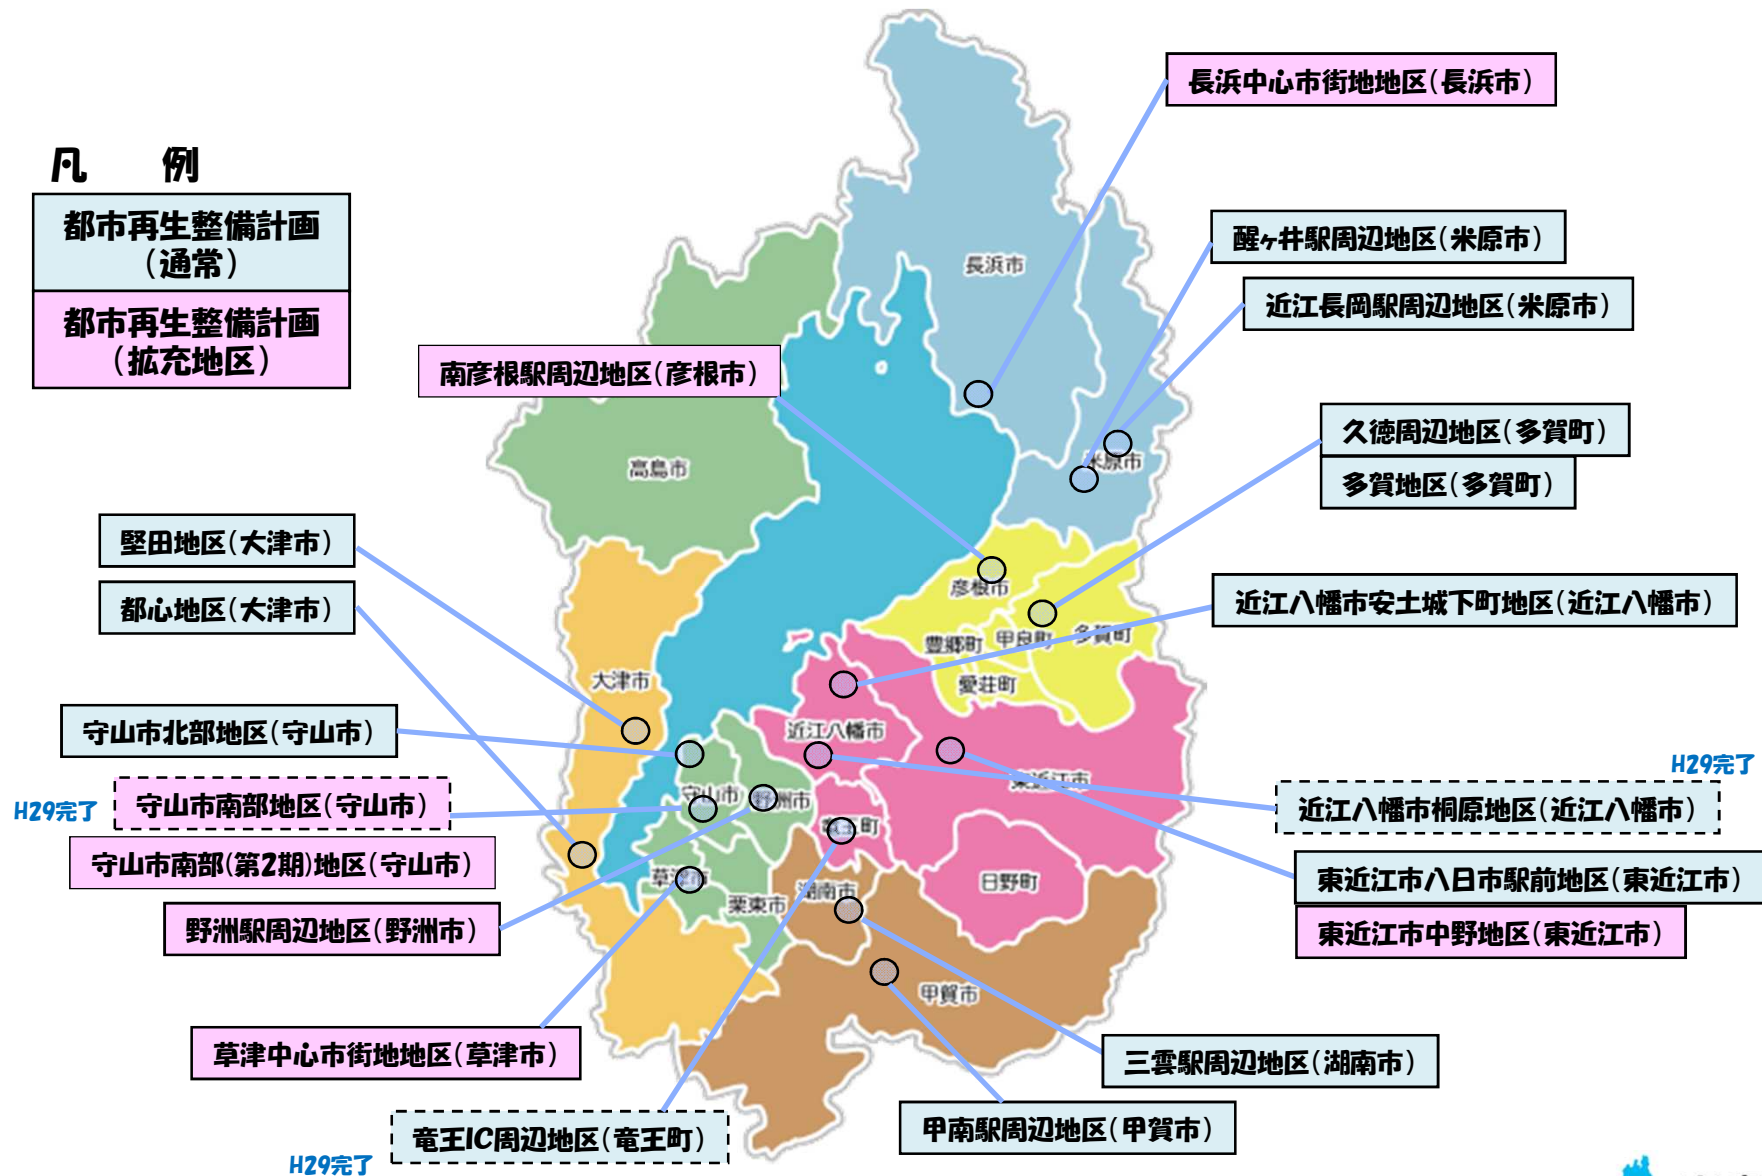 長浜中心市街地地区(長浜市)
凡　例
都市再生整備計画
(通常)
都市再生整備計画
(拡充地区)
醒ヶ井駅周辺地区(米原市)
近江長岡駅周辺地区(米原市)
長浜市
南彦根駅周辺地区(彦根市)
久徳周辺地区(多賀町)
多賀地区(多賀町)
米原市
高島市
堅田地区(大津市)
都心地区(大津市)
彦根市
近江八幡市安土城下町地区(近江八幡市)
豊郷町
甲良町
多賀町
愛荘町
大津市
守山市北部地区(守山市)
近江八幡市
東近江市
H29完了
守山市南部地区(守山市)
H29完了
守山市
野洲市
近江八幡市桐原地区(近江八幡市)
竜王町
守山市南部(第2期)地区(守山市)
草津市
湖南市
日野町
東近江市八日市駅前地区(東近江市)
栗東市
野洲駅周辺地区(野洲市)
東近江市中野地区(東近江市)
甲賀市
草津中心市街地地区(草津市)
三雲駅周辺地区(湖南市)
竜王IC周辺地区(竜王町)
甲南駅周辺地区(甲賀市)
H29完了